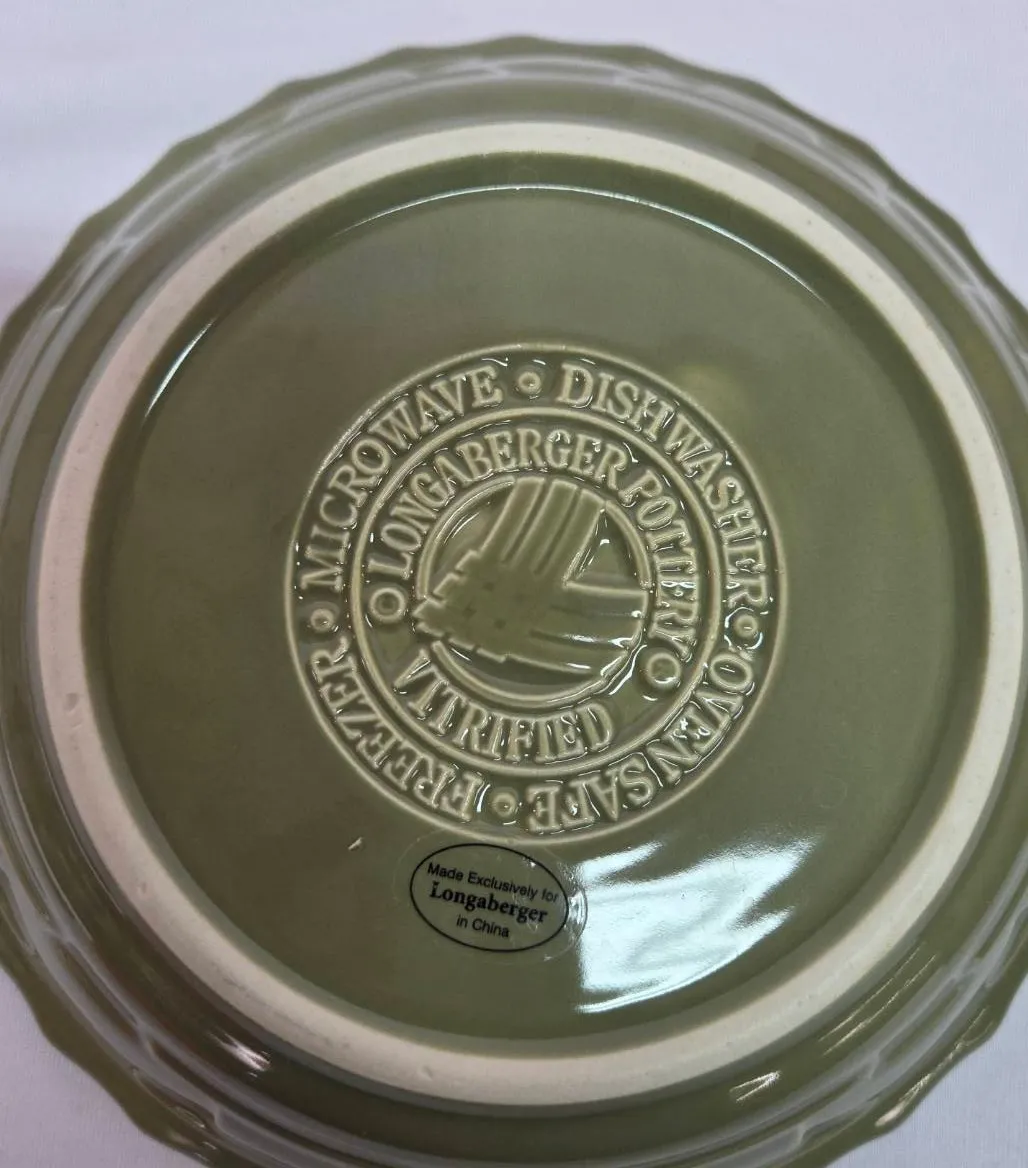 MICROWAVE • DISHWASHER • OVEN SAFE • FREEZER •
LONGABERGER POTTERY
VITRIFIED
Made Exclusively for
Longaberger
in China